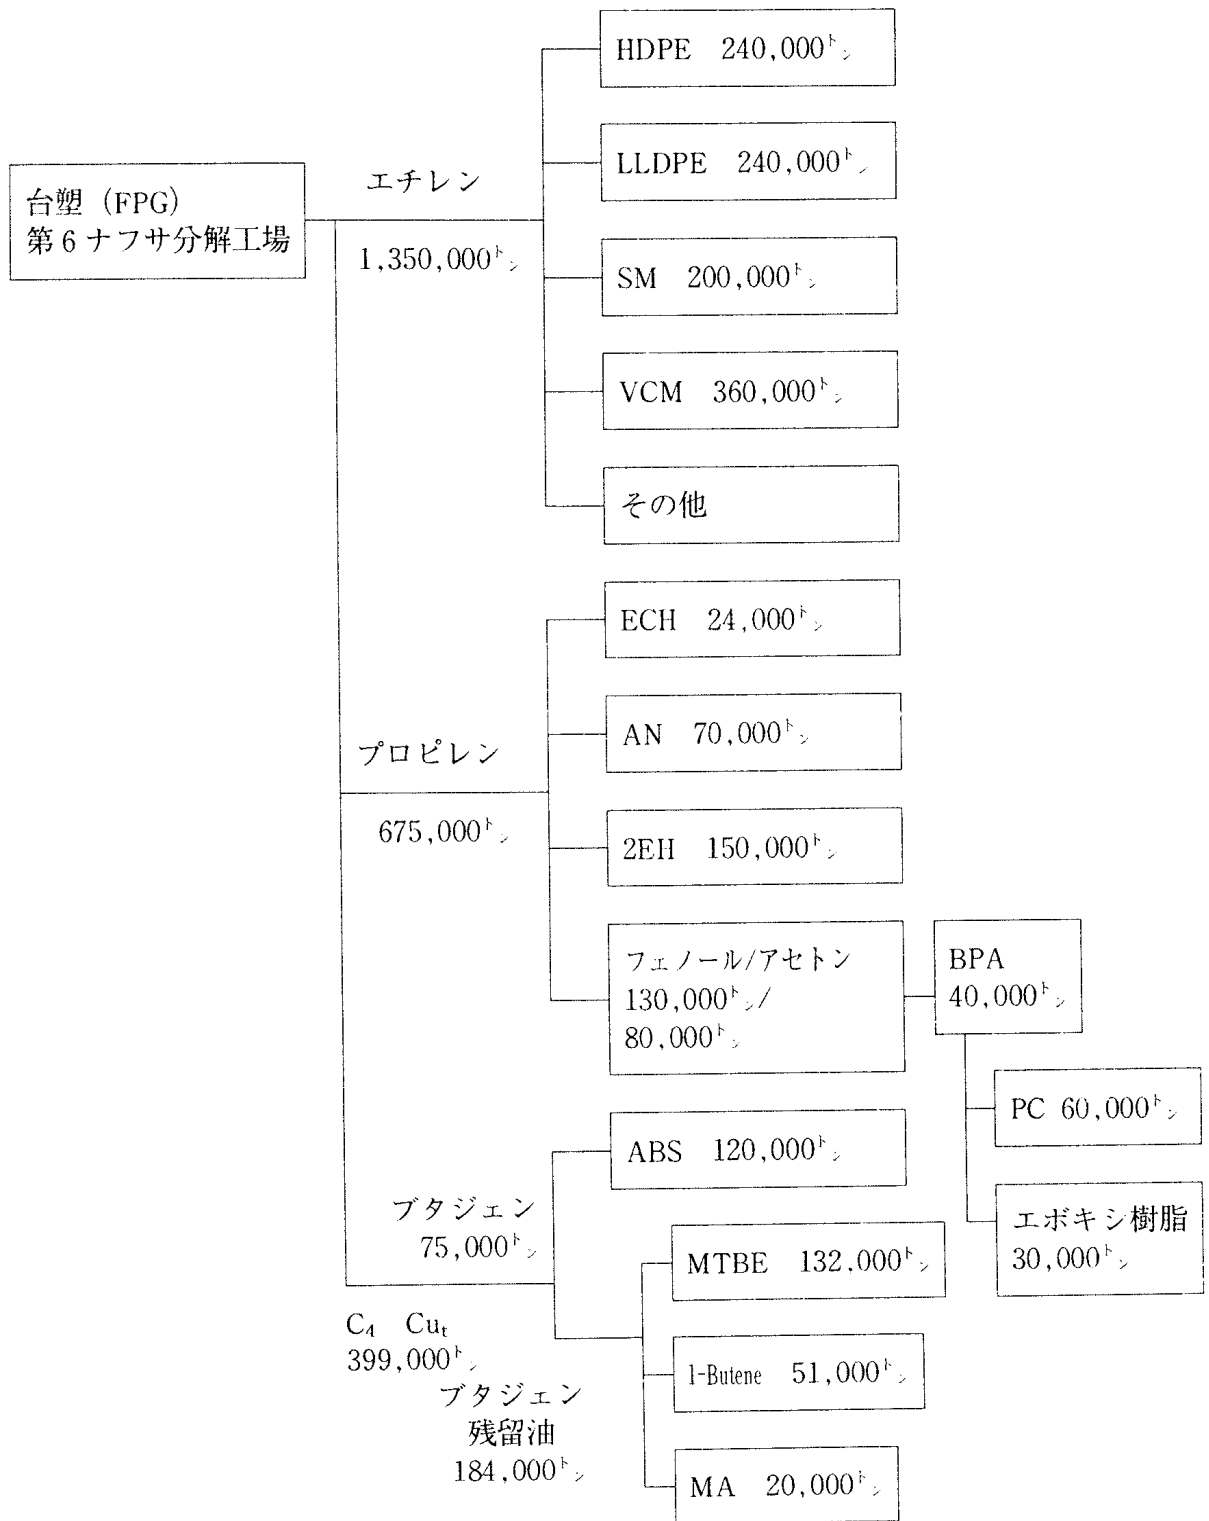 台塑 (FPG)
第6ナフサ分解工場
エチレン
1,350,000トン
HDPE 240,000トン
LLDPE 240,000トン
SM 200,000トン
VCM 360,000トン
その他
プロピレン
675,000トン
ECH 24,000トン
AN 70,000トン
2EH 150,000トン
フェノール/アセトン
130,000トン/
80,000トン
BPA
40,000トン
PC 60,000トン
エボキシ樹脂
30,000トン
ブタジェン
75,000トン
C₄ Cuₜ
399,000トン
ABS 120,000トン
ブタジェン
残留油
184,000トン
MTBE 132,000トン
1-Butene 51,000トン
MA 20,000トン